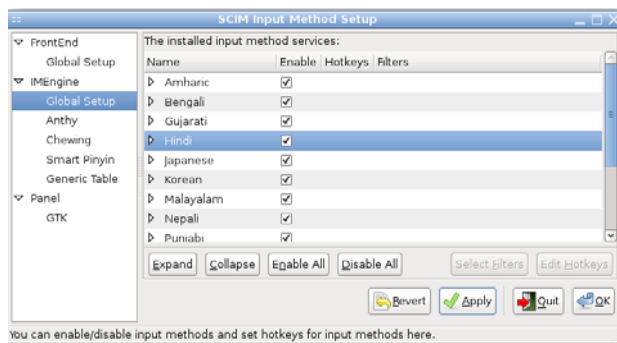 SCIM Input Method Setup
FrontEnd
Global Setup
IMEngine
Global Setup
Anthy
Chewing
Smart Pinyin
Generic Table
Panel
GTK
The installed input method services:
Name Enable Hotkeys Filters
Amharic
Bengali
Gujarati
Hindi
Japanese
Korean
Malayalam
Nepali
Punjabi
Expand Collapse Enable All Disable All Select Filters Edit Hotkeys
Revert Apply Quit OK
You can enable/disable input methods and set hotkeys for input methods here.